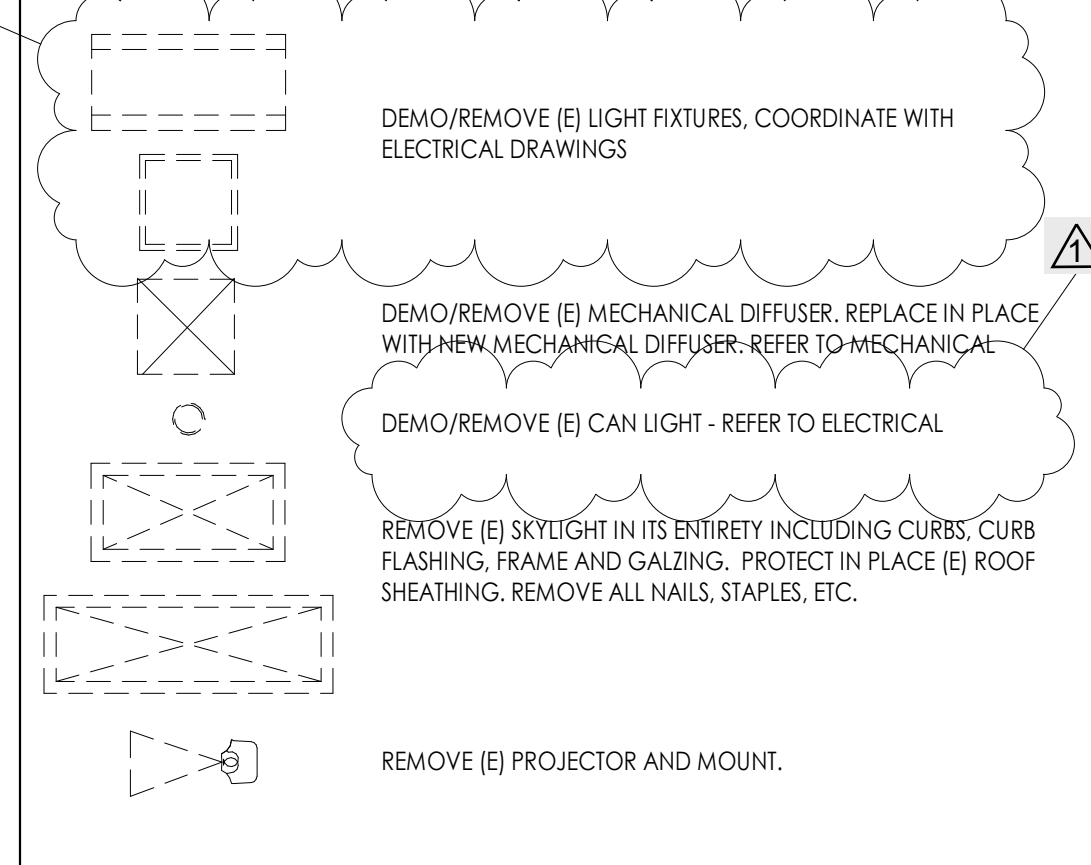 DEMO/REMOVE (E) LIGHT FIXTURES, COORDINATE WITH
ELECTRICAL DRAWINGS
1
DEMO/REMOVE (E) MECHANICAL DIFFUSER. REPLACE IN PLACE
WITH NEW MECHANICAL DIFFUSER. REFER TO MECHANICAL
DEMO/REMOVE (E) CAN LIGHT - REFER TO ELECTRICAL
REMOVE (E) SKYLIGHT IN ITS ENTIRETY INCLUDING CURBS, CURB
FLASHING, FRAME AND GALZING. PROTECT IN PLACE (E) ROOF
SHEATHING. REMOVE ALL NAILS, STAPLES, ETC.
REMOVE (E) PROJECTOR AND MOUNT.